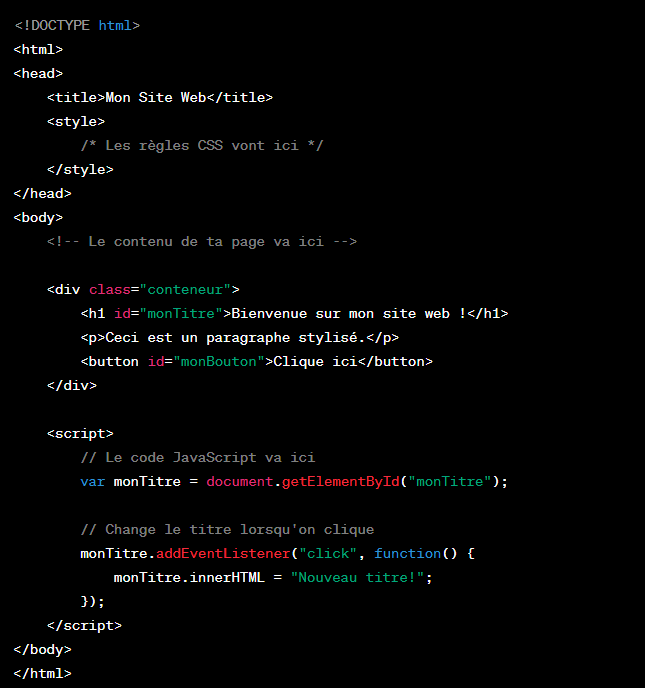 <!DOCTYPE html>
<html>
<head>
    <title>Mon Site Web</title>
    <style>
        /* Les règles CSS vont ici */
    </style>
</head>
<body>
    <!-- Le contenu de ta page va ici -->

    <div class="conteneur">
        <h1 id="monTitre">Bienvenue sur mon site web !</h1>
        <p>Ceci est un paragraphe stylisé.</p>
        <button id="monBouton">Clique ici</button>
    </div>

    <script>
        // Le code JavaScript va ici
        var monTitre = document.getElementById("monTitre");

        // Change le titre lorsqu'on clique
        monTitre.addEventListener("click", function() {
            monTitre.innerHTML = "Nouveau titre!";
        });
    </script>
</body>
</html>